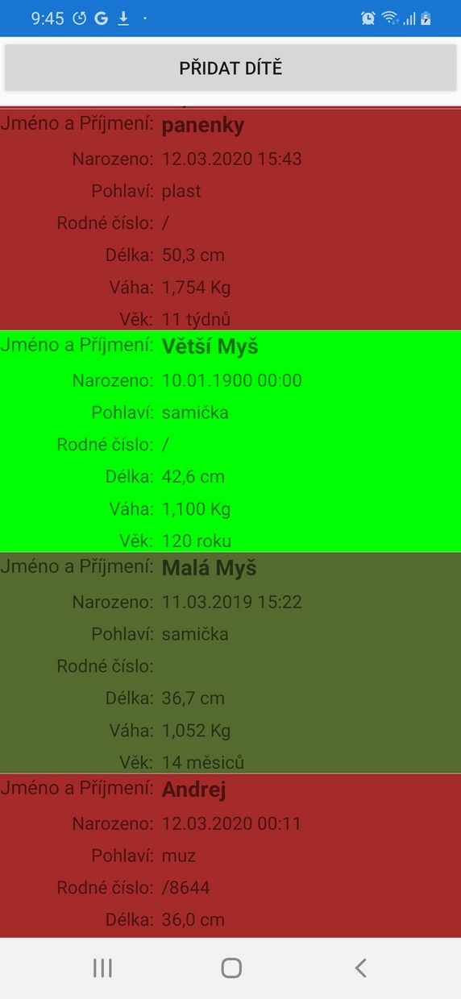 9:45
PŘIDAT DÍTĚ
Jméno a Příjmení: panenky
Narozeno: 12.03.2020 15:43
Pohlaví: plast
Rodné číslo: /
Délka: 50,3 cm
Váha: 1,754 Kg
Věk: 11 týdnů
Jméno a Příjmení: Větší Myš
Narozeno: 10.01.1900 00:00
Pohlaví: samička
Rodné číslo: /
Délka: 42,6 cm
Váha: 1,100 Kg
Věk: 120 roku
Jméno a Příjmení: Malá Myš
Narozeno: 11.03.2019 15:22
Pohlaví: samička
Rodné číslo:
Délka: 36,7 cm
Váha: 1,052 Kg
Věk: 14 měsiců
Jméno a Příjmení: Andrej
Narozeno: 12.03.2020 00:11
Pohlaví: muz
Rodné číslo: /8644
Délka: 36,0 cm